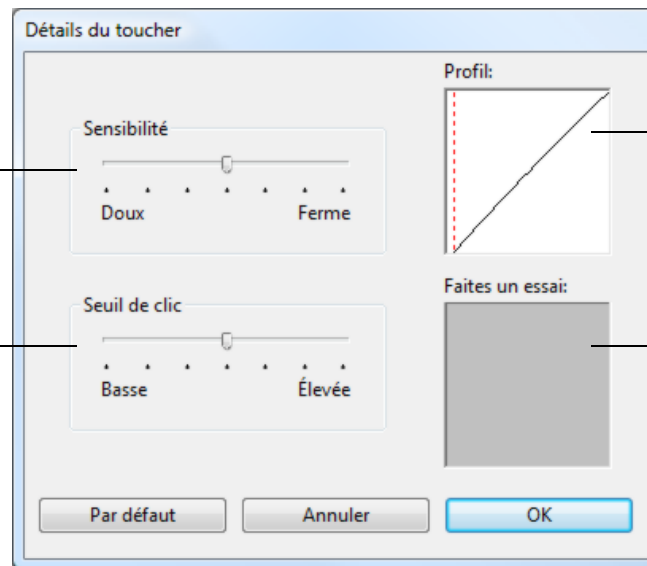 Détails du toucher
Profil:
Sensibilité
Doux Ferme
Faites un essai:
Seuil de clic
Basse Élevée
Par défaut Annuler OK